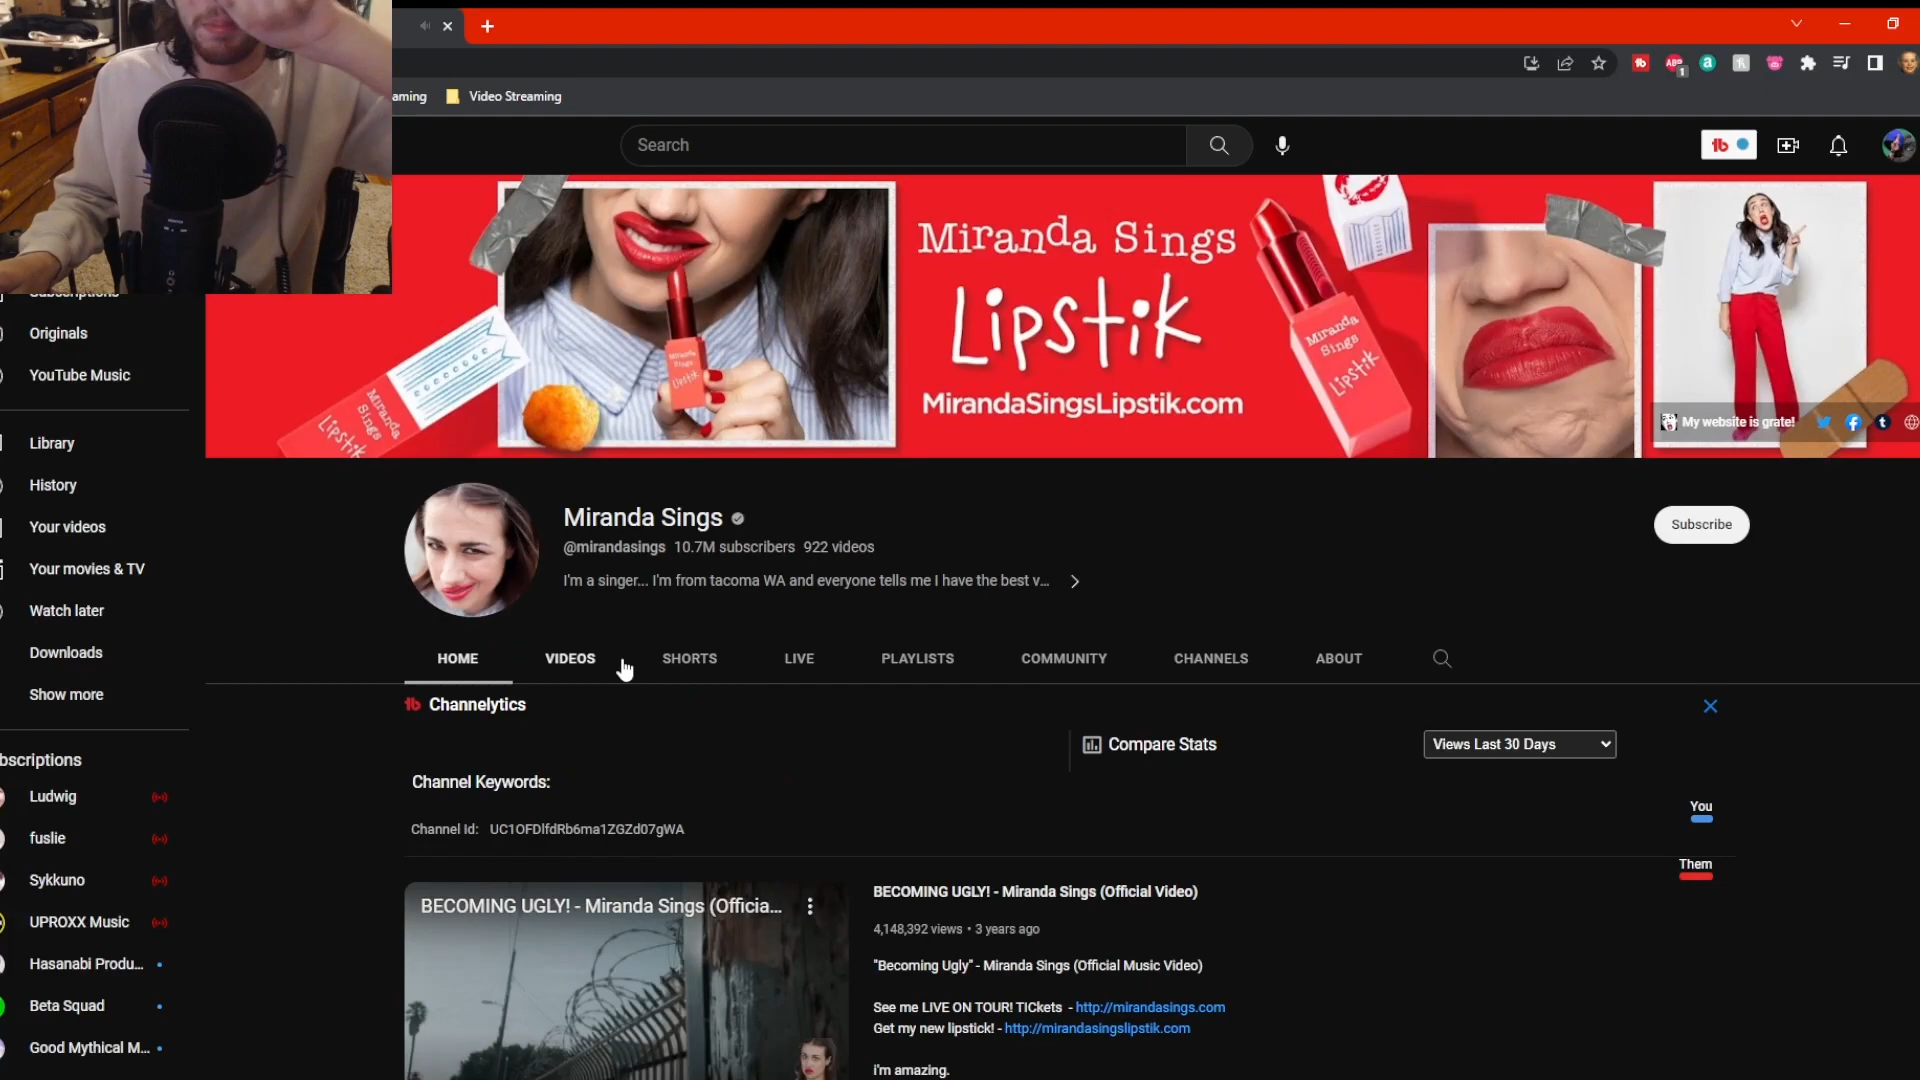 aming
Video Streaming
Search
Miranda Sings
Lipstik
MirandaSingsLipstik.com
Miranda
Sings
Lipstik
Miranda
Sings
Lipstik
Miranda
Sings
Lipstik
My website is grate!
Subscriptions
Originals
YouTube Music
Library
History
Your videos
Your movies & TV
Watch later
Downloads
Show more
bscriptions
Ludwig
fuslie
Sykkuno
UPROXX Music
Hasanabi Produ...
Beta Squad
Good Mythical M...
Miranda Sings
@mirandasings 10.7M subscribers 922 videos
I'm a singer... I'm from tacoma WA and everyone tells me I have the best v...
Subscribe
HOME VIDEOS SHORTS LIVE PLAYLISTS COMMUNITY CHANNELS ABOUT
Channelytics
Compare Stats
Views Last 30 Days
Channel Keywords:
Channel Id: UC1OFDlfdRb6ma1ZGZd07gWA
You
Them
BECOMING UGLY! - Miranda Sings (Officia...
BECOMING UGLY! - Miranda Sings (Official Video)
4,148,392 views • 3 years ago
"Becoming Ugly" - Miranda Sings (Official Music Video)
See me LIVE ON TOUR! TICkets - http://mirandasings.com
Get my new lipstick! - http://mirandasingslipstik.com
i'm amazing.